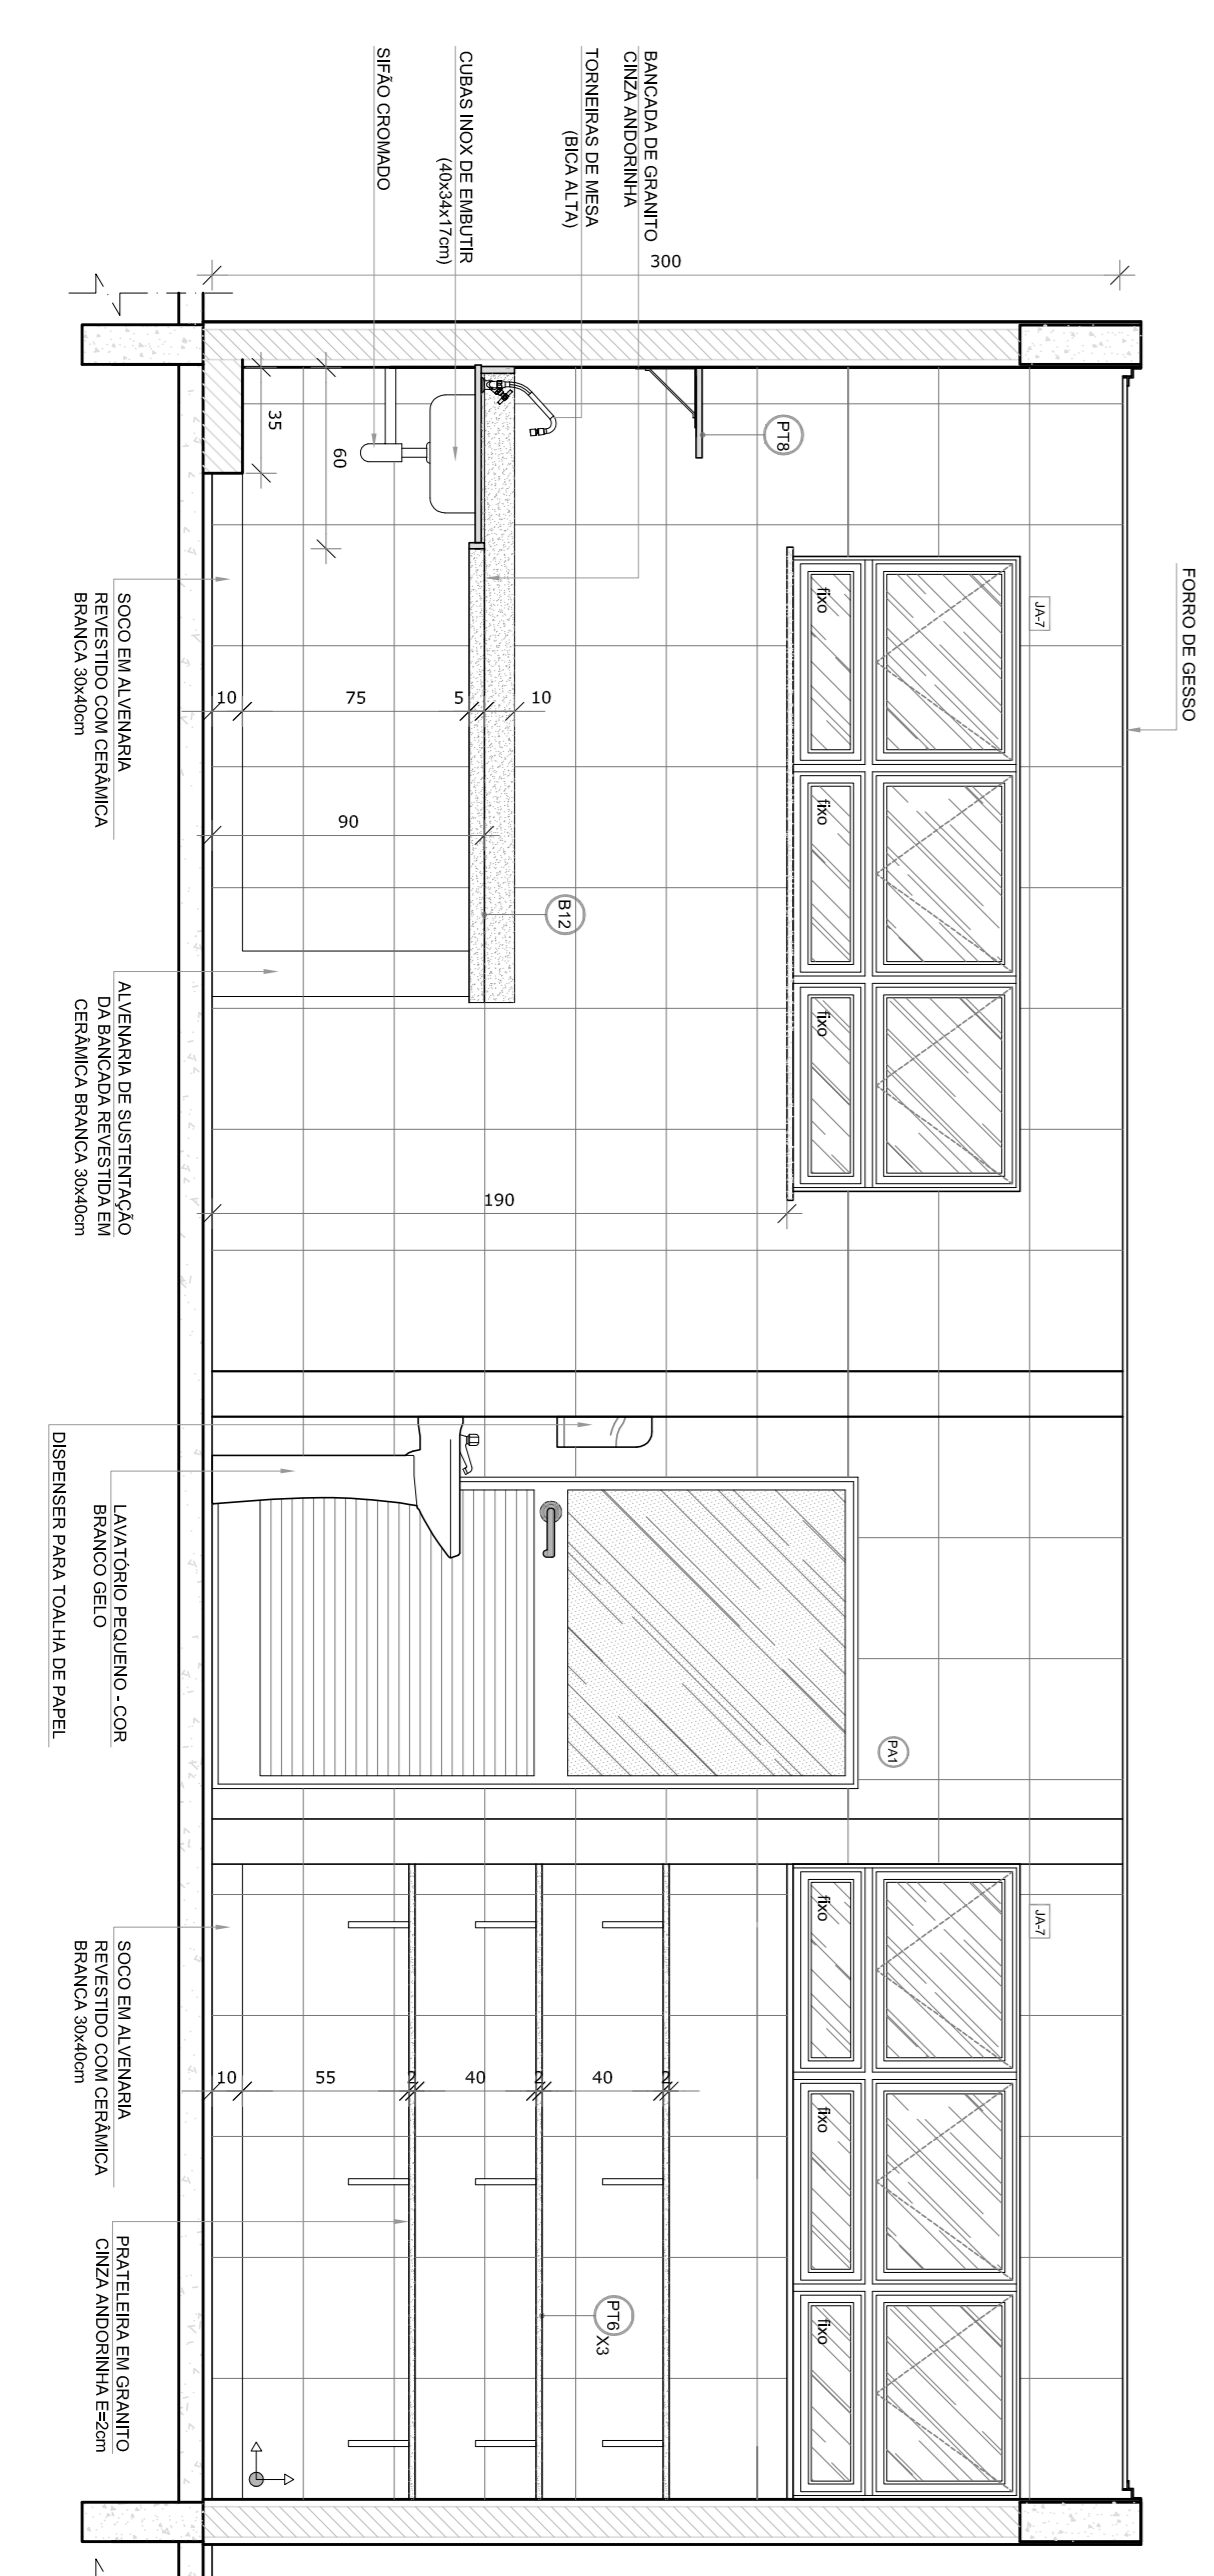 BANCADA DE GRANITO
CINZA ANDORINHA
TORNEIRAS DE MESA
(BICA ALTA)
CUBAS INOX DE EMBUTIR
(40x34x17cm)
SIFÃO CROMADO
300
FORRO DE GESSO
PT8
35
60
JA-7
fixo
fixo
fixo
10
75
5
10
90
B12
190
SOCO EM ALVENARIA
REVESTIDO COM CERÂMICA
BRANCA 30x40cm
ALVENARIA DE SUSTENTAÇÃO
DA BANCADA REVESTIDA EM
CERÂMICA BRANCA 30x40cm
DISPENSER PARA TOALHA DE PAPEL
LAVATÓRIO PEQUENO - COR
BRANCO GELO
PA1
JA-7
fixo
fixo
fixo
10
55
2
40
2
40
2
PT6
X3
SOCO EM ALVENARIA
REVESTIDO COM CERÂMICA
BRANCA 30x40cm
PRATELEIRA EM GRANITO
CINZA ANDORINHA E=2cm